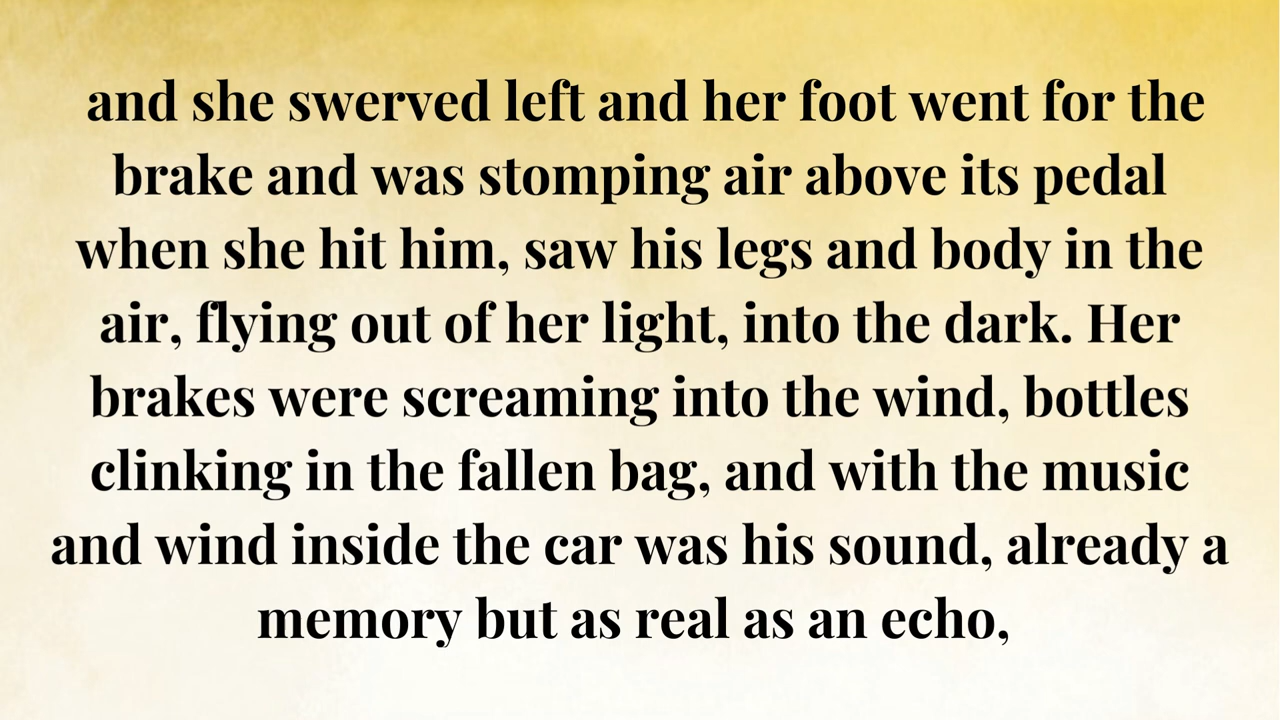 and she swerved left and her foot went for the
brake and was stomping air above its pedal
when she hit him, saw his legs and body in the
air, flying out of her light, into the dark. Her
brakes were screaming into the wind, bottles
clinking in the fallen bag, and with the music
and wind inside the car was his sound, already a
memory but as real as an echo,